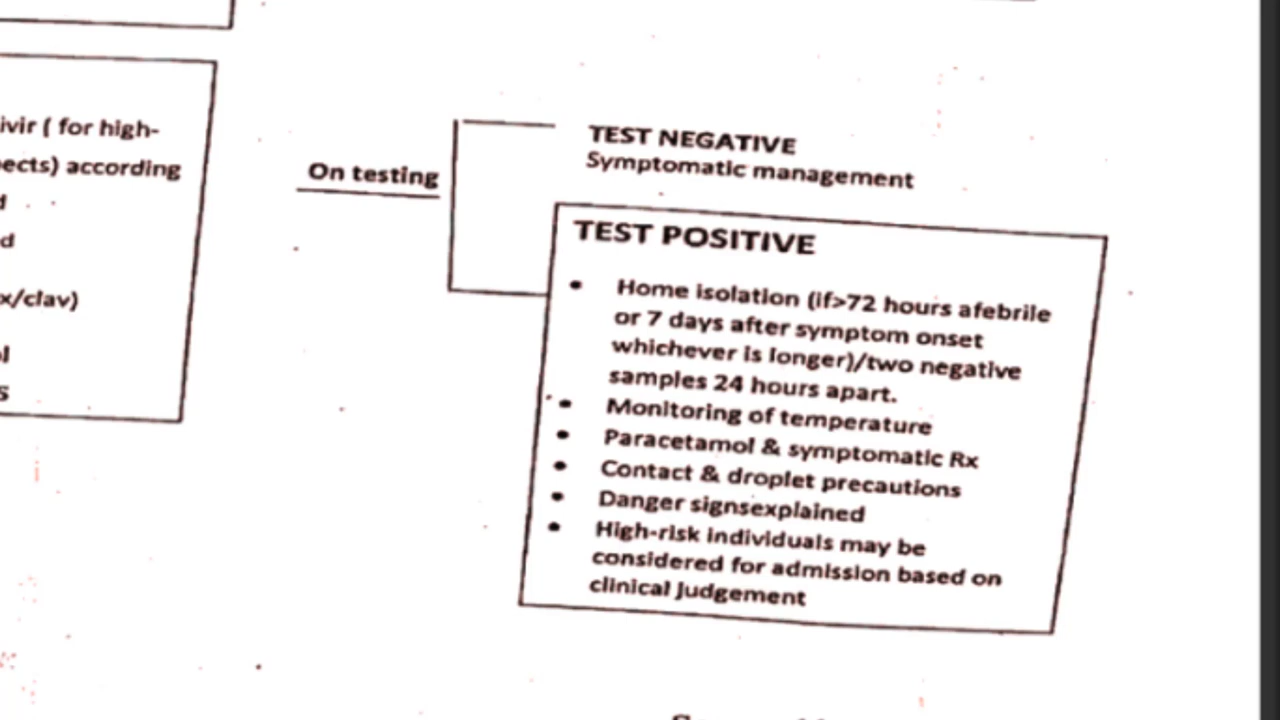 ivir ( for high-
ects) according
d
x/clav)
On testing
TEST NEGATIVE
Symptomatic management
TEST POSITIVE
• Home isolation (if>72 hours afebrile
or 7 days after symptom onset
whichever is longer)/two negative
samples 24 hours apart.
• Monitoring of temperature
• Paracetamol & symptomatic Rx
• Contact & droplet precautions
• Danger signsexplained
• High-risk individuals may be
considered for admission based on
clinical judgement